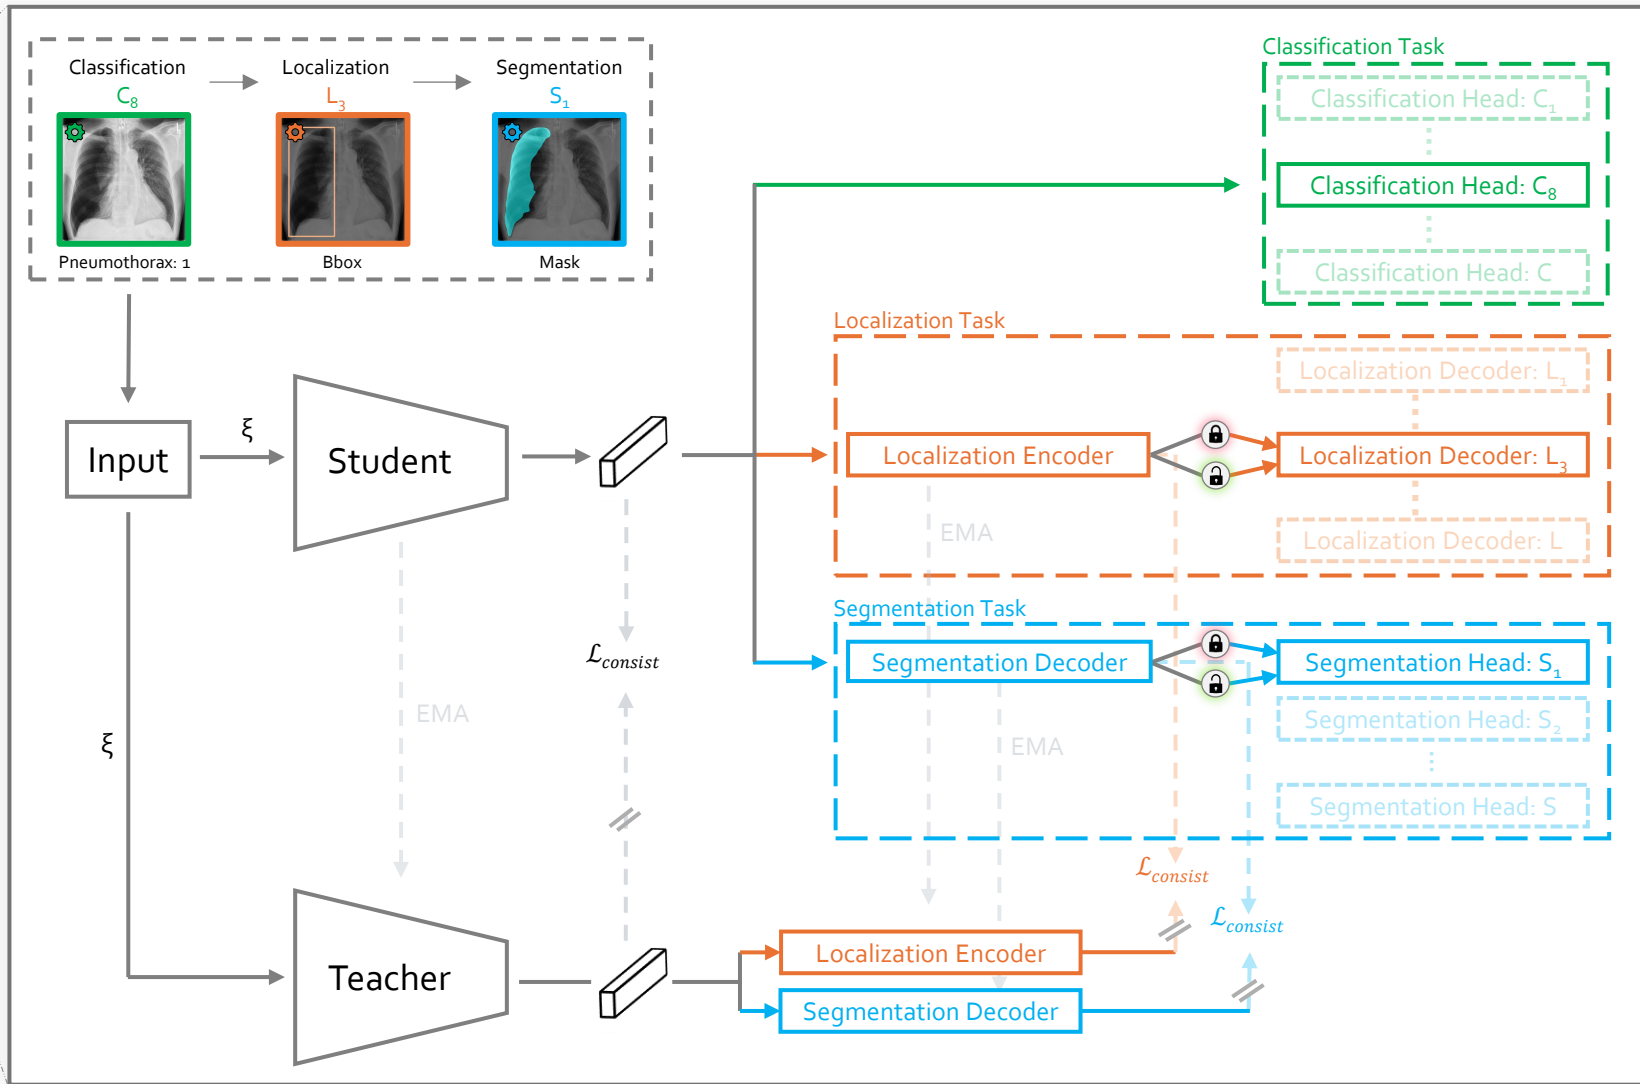 Classification Localization Segmentation
C₈ L₃ S₁
Pneumothorax: 1 Bbox Mask
Classification Task
Classification Head: C₁
Classification Head: C₈
Classification Head: C
Localization Task
Localization Decoder: L₁
Localization Encoder
Localization Decoder: L₃
EMA
Localization Decoder: L
Input
ξ
Student
Segmentation Task
Segmentation Decoder
Segmentation Head: S₁
Segmentation Head: S₂
Segmentation Head: S
ℒconsist
EMA
EMA
ξ
ℒconsist
ℒconsist
Teacher
Localization Encoder
Segmentation Decoder